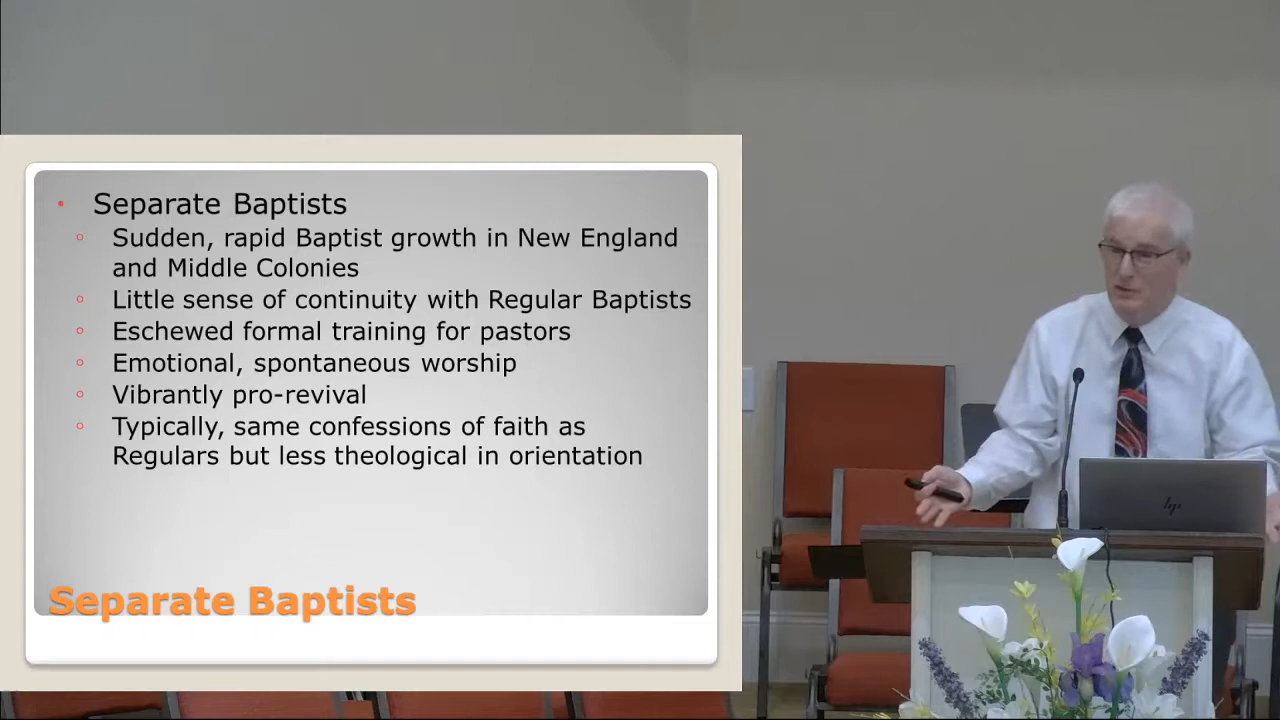 Separate Baptists
Sudden, rapid Baptist growth in New England
and Middle Colonies
Little sense of continuity with Regular Baptists
Eschewed formal training for pastors
Emotional, spontaneous worship
Vibrantly pro-revival
Typically, same confessions of faith as
Regulars but less theological in orientation
Separate Baptists
hp